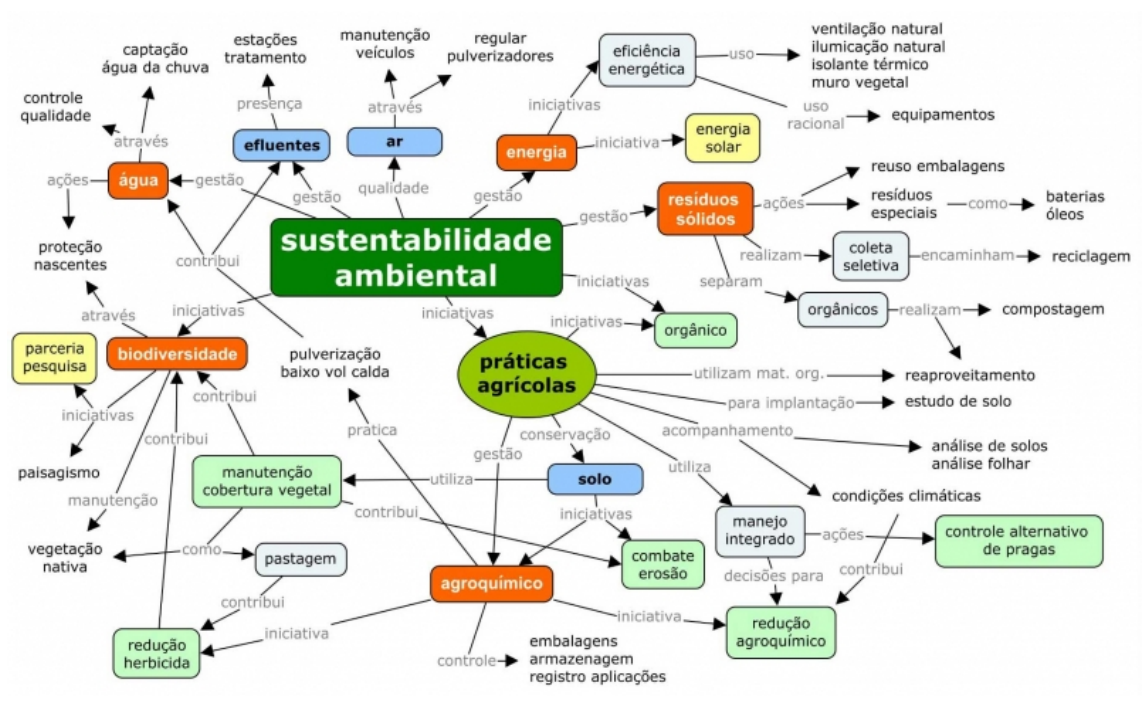 captação
água da chuva
estações
tratamento
manutenção
veículos
regular
pulverizadores
eficiência
energética
uso
ventilação natural
ilumicação natural
isolante térmico
muro vegetal
controle
qualidade
através
presença
através
iniciativas
uso
racional
equipamentos
efluentes
ar
energia
iniciativa
energia
solar
ações
água
gestão
gestão
qualidade
gestão
gestão
resíduos
sólidos
ações
reuso embalagens
resíduos
especiais
como
baterias
óleos
proteção
nascentes
contribui
sustentabilidade
ambiental
realizam
coleta
seletiva
encaminham
reciclagem
separam
iniciativas
orgânicos
realizam
compostagem
através
iniciativas
iniciativas
iniciativas
orgânico
parceria
pesquisa
biodiversidade
pulverização
baixo vol calda
práticas
agrícolas
utilizam mat. org.
reaproveitamento
iniciativas
contribui
para implantação
estudo de solo
contribui
pratica
conservação
gestão
acompanhamento
análise de solos
análise folhar
paisagismo
manutenção
cobertura vegetal
utiliza
solo
utiliza
condições climáticas
manutenção
contribui
iniciativas
manejo
integrado
ações
controle alternativo
de pragas
vegetação
nativa
como
pastagem
combate
erosão
decisões para
contribui
agroquímico
contribui
redução
herbicida
iniciativa
iniciativa
redução
agroquímico
controle
embalagens
armazenagem
registro aplicações